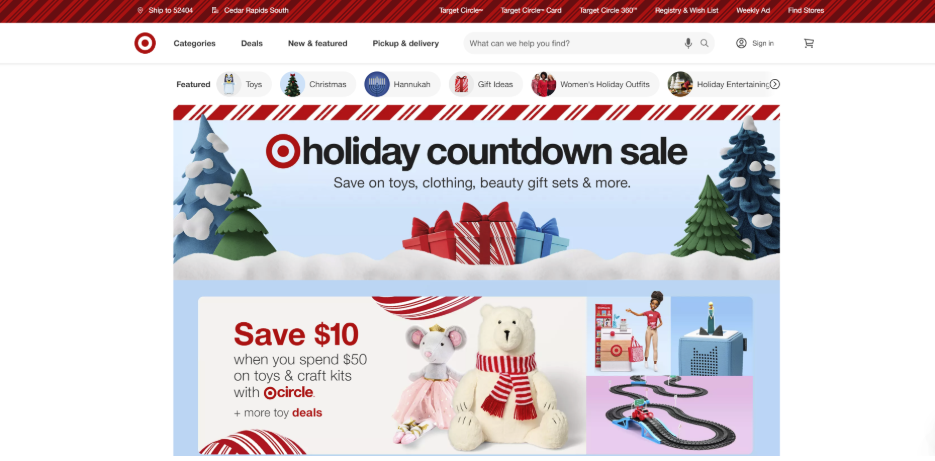 Ship to 52404
Cedar Rapids South
Target Circle™
Target Circle™ Card
Target Circle 360™
Registry & Wish List
Weekly Ad
Find Stores
Categories
Deals
New & featured
Pickup & delivery
What can we help you find?
Sign in
Featured
Toys
Christmas
Hannukah
Gift Ideas
Women's Holiday Outfits
Holiday Entertaining
holiday countdown sale
Save on toys, clothing, beauty gift sets & more.
Save $10
when you spend $50
on toys & craft kits
with circle.
+ more toy deals